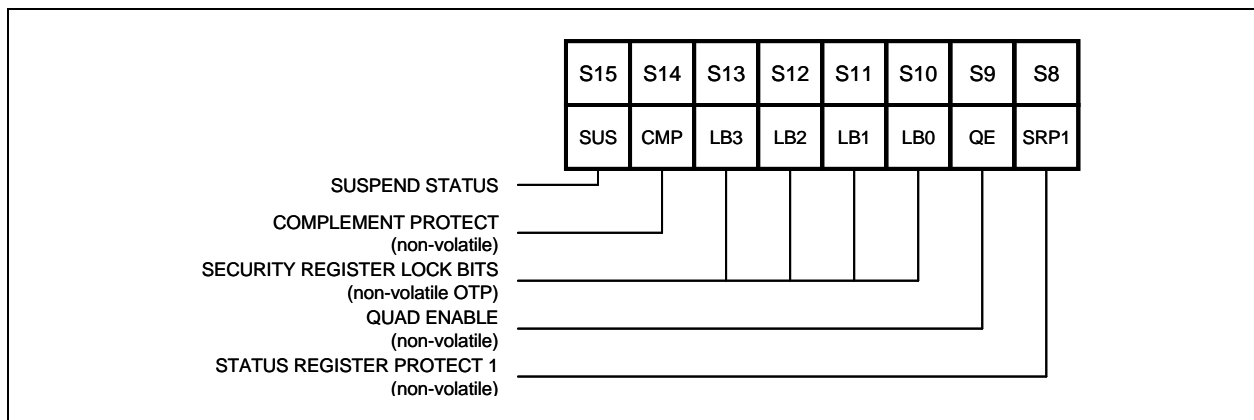 S15 S14 S13 S12 S11 S10 S9 S8
SUS CMP LB3 LB2 LB1 LB0 QE SRP1
SUSPEND STATUS
COMPLEMENT PROTECT
(non-volatile)
SECURITY REGISTER LOCK BITS
(non-volatile OTP)
QUAD ENABLE
(non-volatile)
STATUS REGISTER PROTECT 1
(non-volatile)